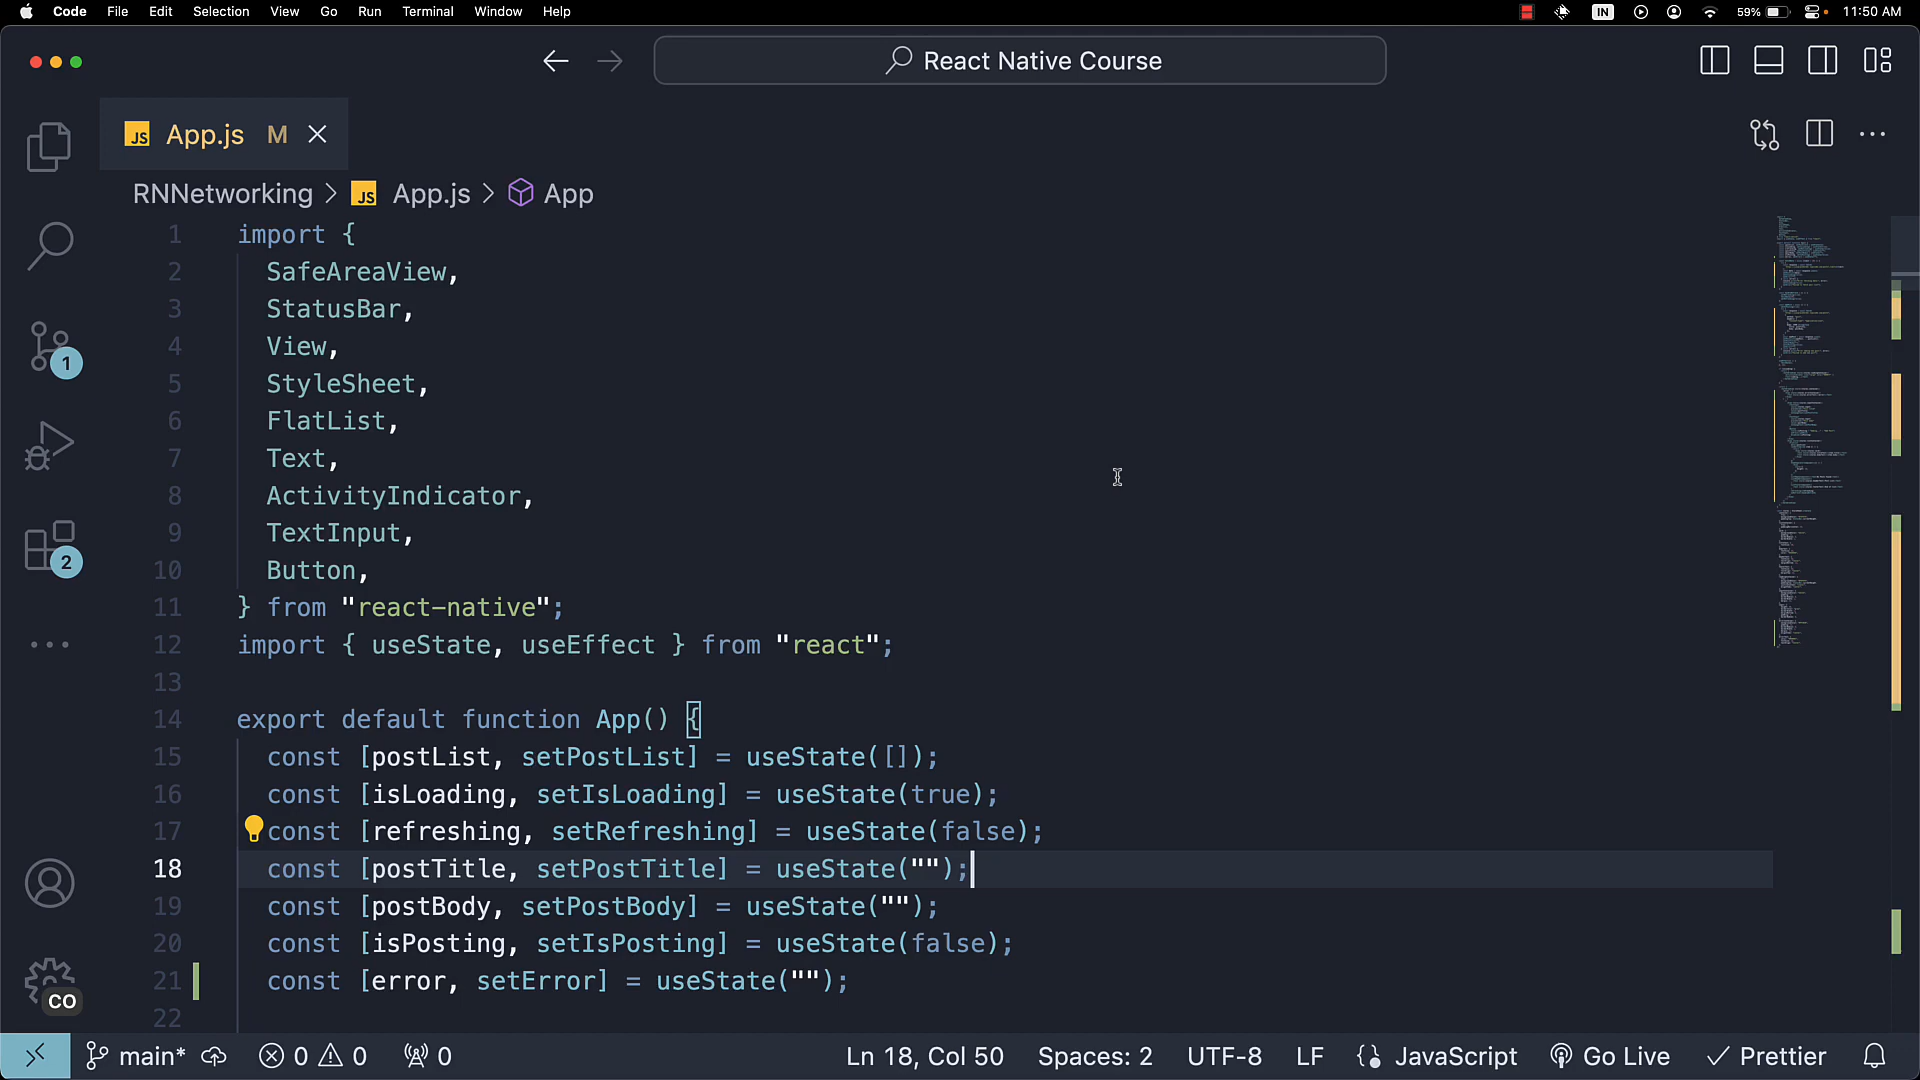 Code File Edit Selection View Go Run Terminal Window Help IN 59% 11:50 AM
React Native Course
JS App.js M
RNNetworking > JS App.js > App
1 import {
2 SafeAreaView,
3 StatusBar,
4 View,
5 StyleSheet,
6 FlatList,
7 Text,
8 ActivityIndicator,
9 TextInput,
10 Button,
11 } from "react-native";
12 import { useState, useEffect } from "react";
13
14 export default function App() {
15 const [postList, setPostList] = useState([]);
16 const [isLoading, setIsLoading] = useState(true);
17 const [refreshing, setRefreshing] = useState(false);
18 const [postTitle, setPostTitle] = useState("");
19 const [postBody, setPostBody] = useState("");
20 const [isPosting, setIsPosting] = useState(false);
21 const [error, setError] = useState("");
22
1
2
CO
main* 0 0 0 Ln 18, Col 50 Spaces: 2 UTF-8 LF JavaScript Go Live Prettier